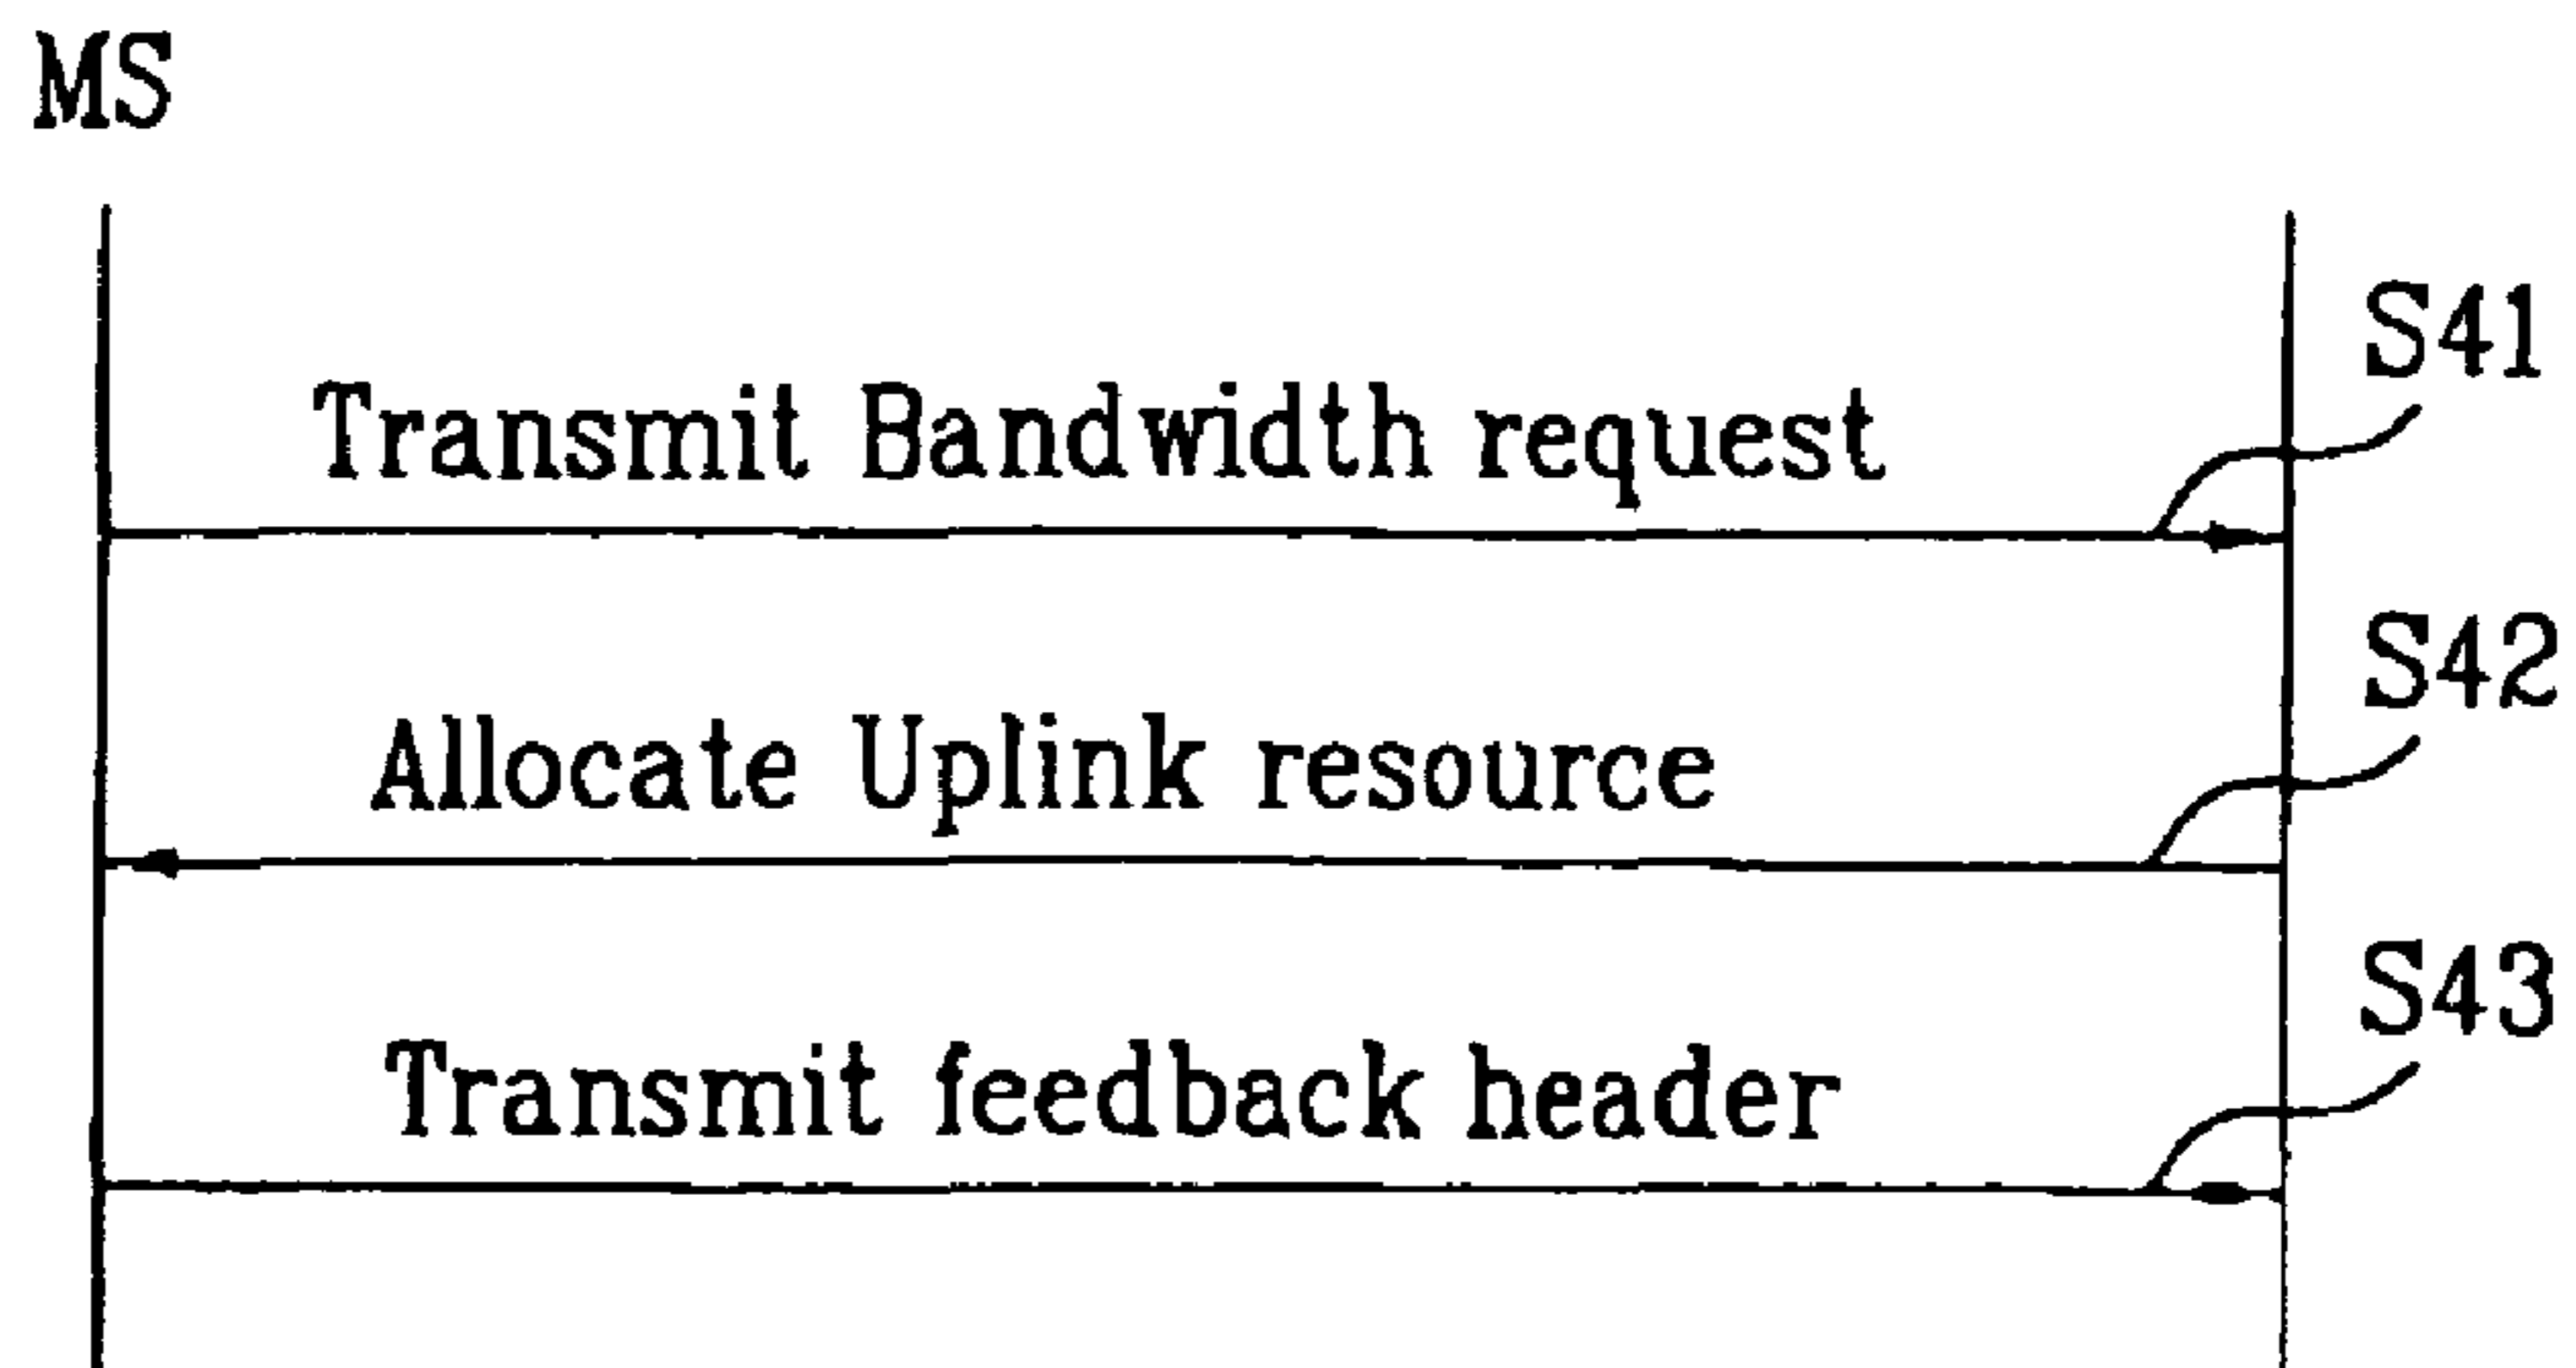 MS
S41
Transmit Bandwidth request
S42
Allocate Uplink resource
S43
Transmit feedback header